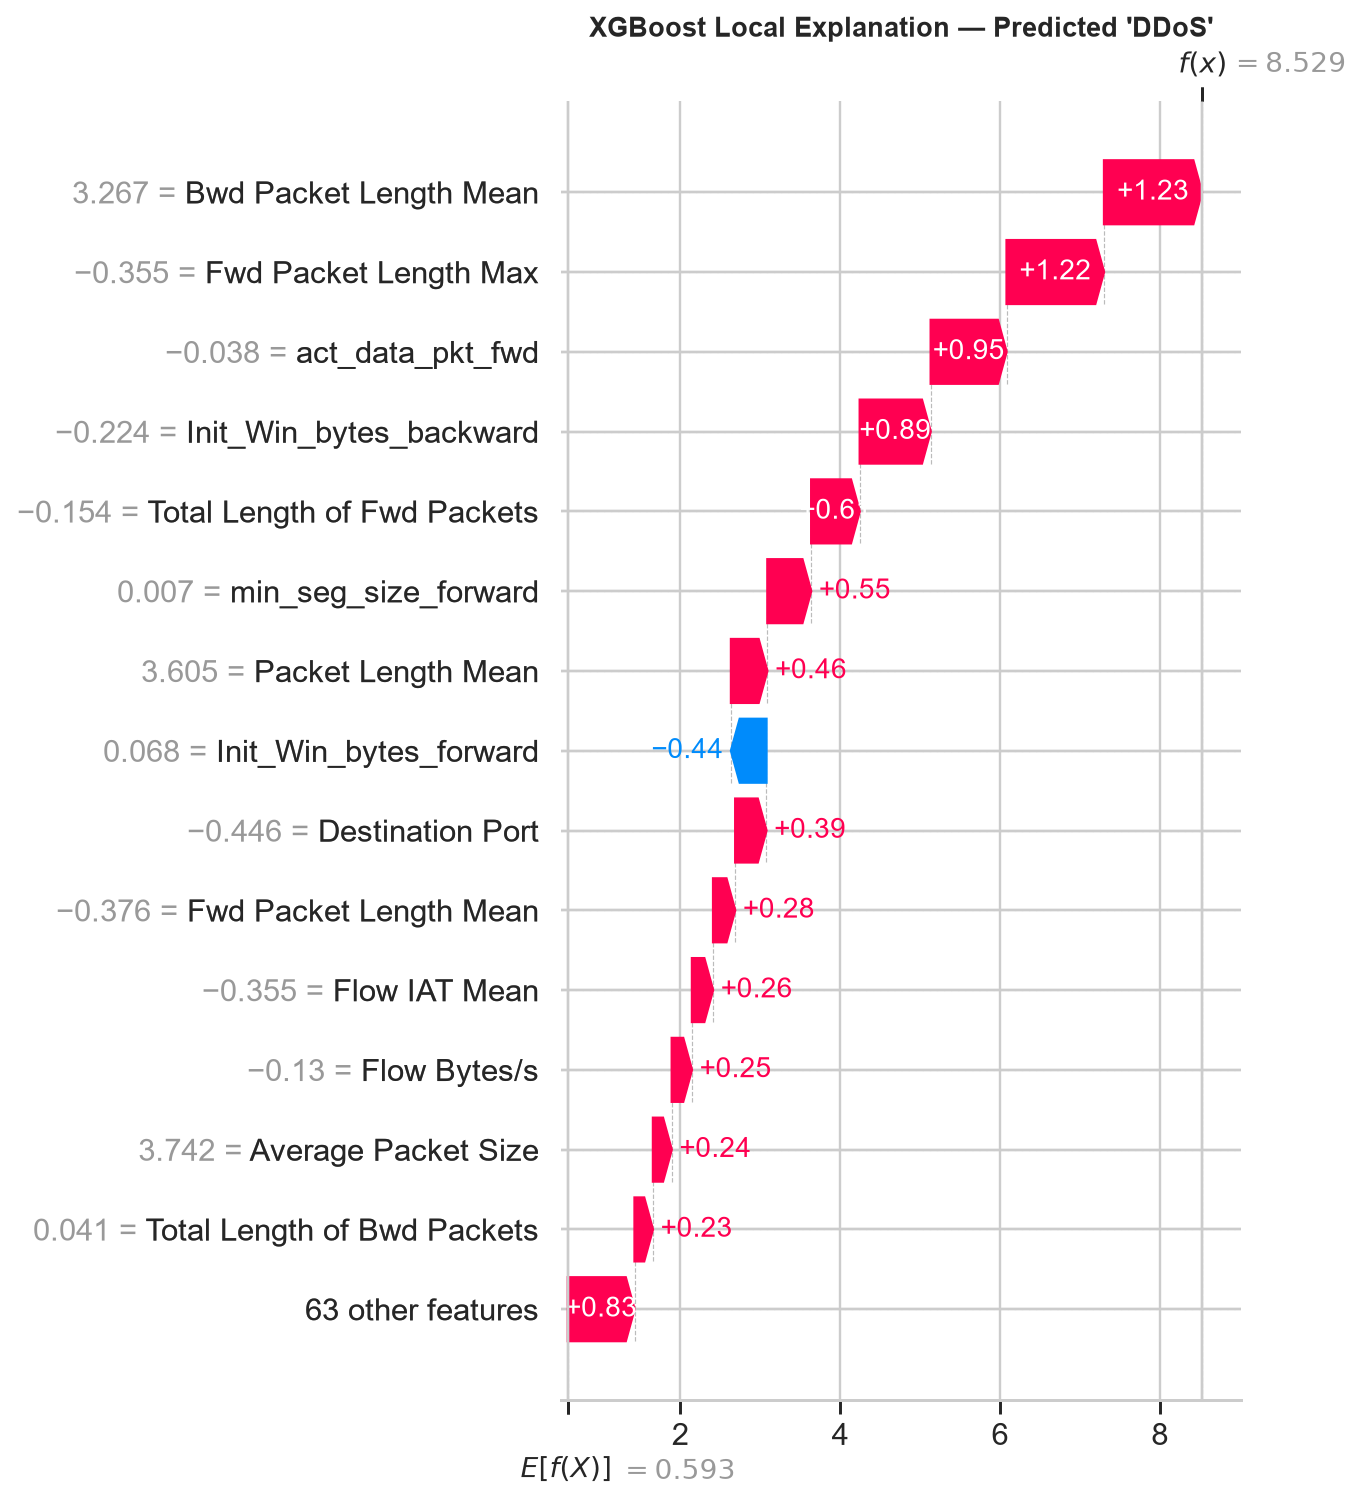 XGBoost Local Explanation — Predicted 'DDoS'
f(x) = 8.529
3.267 = Bwd Packet Length Mean +1.23
−0.355 = Fwd Packet Length Max +1.22
−0.038 = act_data_pkt_fwd +0.95
−0.224 = Init_Win_bytes_backward +0.89
−0.154 = Total Length of Fwd Packets +0.6
0.007 = min_seg_size_forward +0.55
3.605 = Packet Length Mean +0.46
0.068 = Init_Win_bytes_forward −0.44
−0.446 = Destination Port +0.39
−0.376 = Fwd Packet Length Mean +0.28
−0.355 = Flow IAT Mean +0.26
−0.13 = Flow Bytes/s +0.25
3.742 = Average Packet Size +0.24
0.041 = Total Length of Bwd Packets +0.23
63 other features +0.83
2 4 6 8
E[f(X)] = 0.593